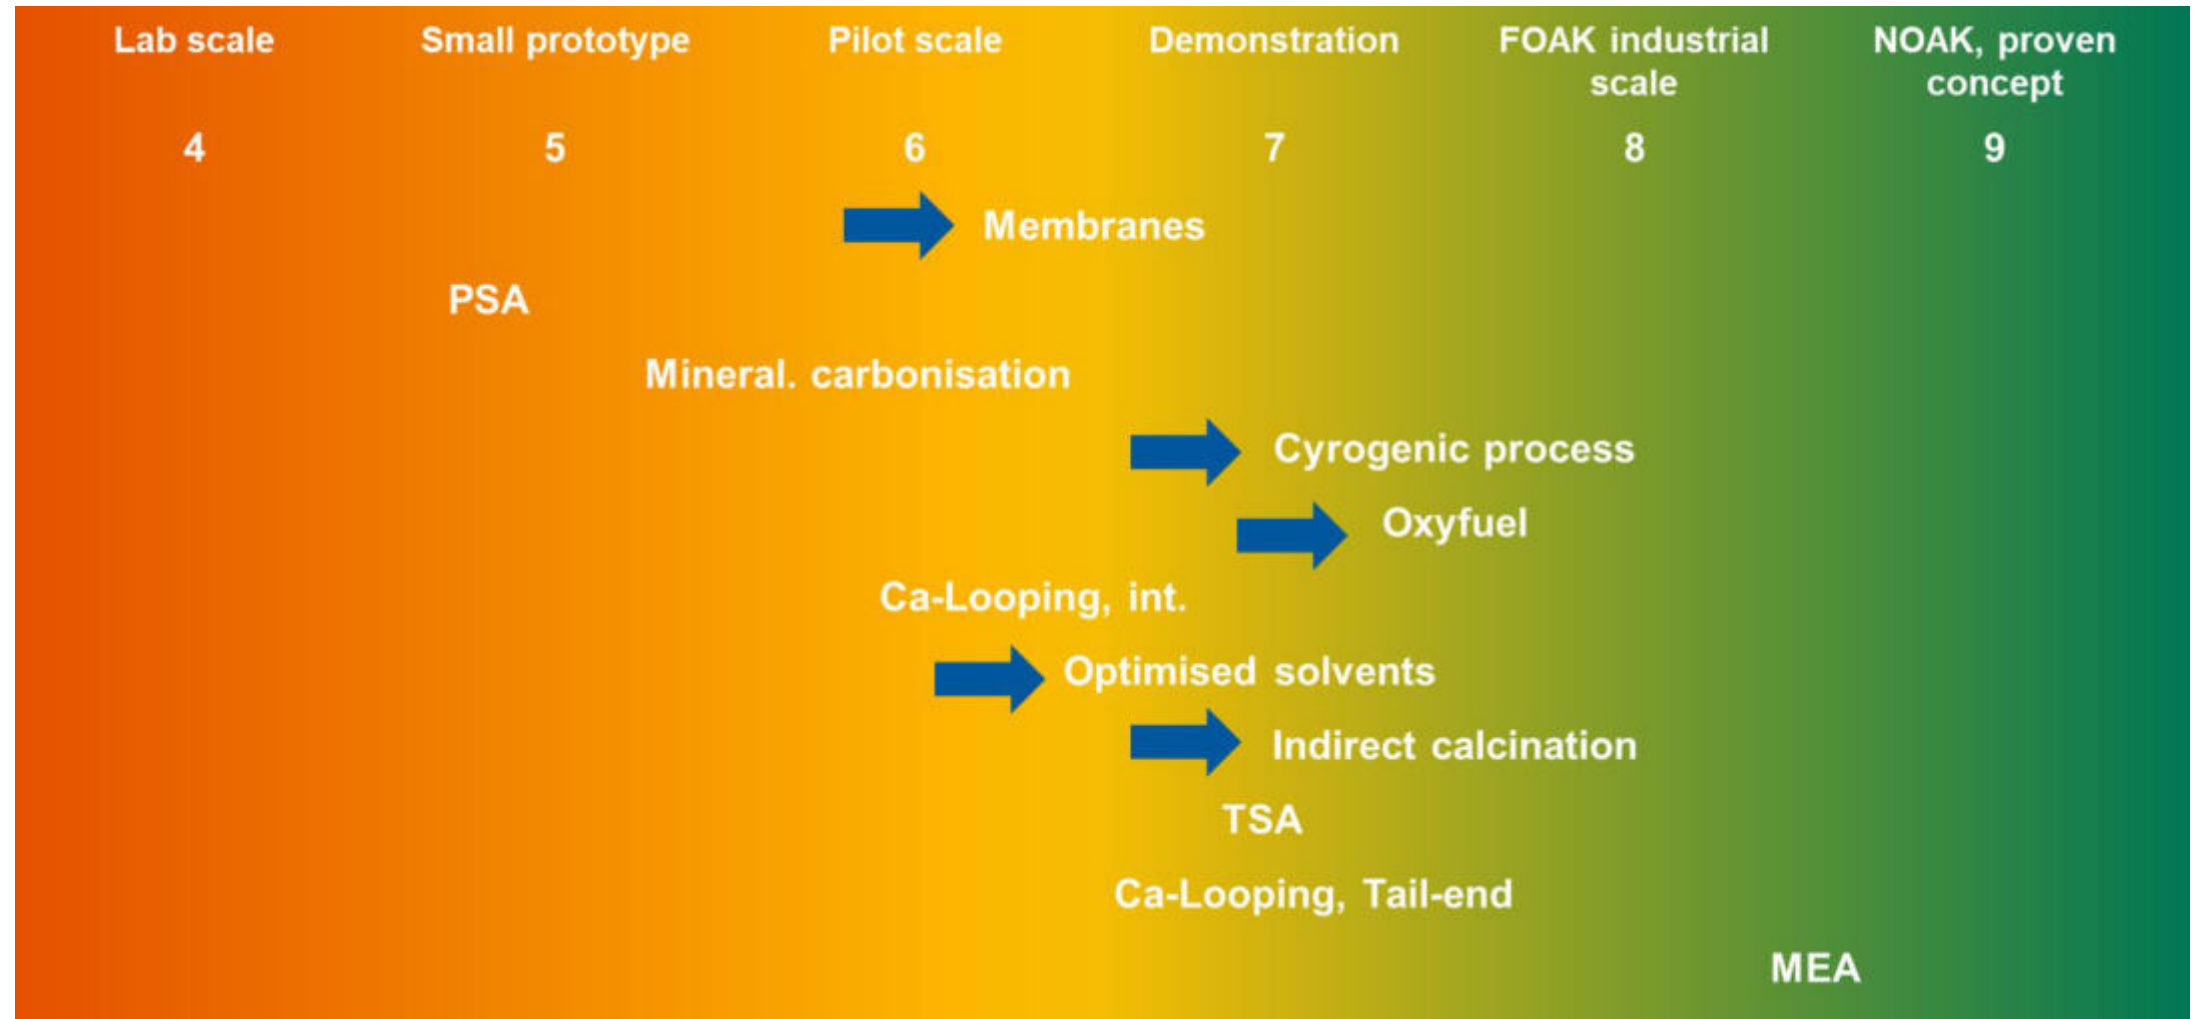 Lab scale
Small prototype
Pilot scale
Demonstration
FOAK industrial
scale
NOAK, proven
concept
4
5
6
7
8
9
Membranes
PSA
Mineral. carbonisation
Cyrogenic process
Oxyfuel
Ca-Looping, int.
Optimised solvents
Indirect calcination
TSA
Ca-Looping, Tail-end
MEA